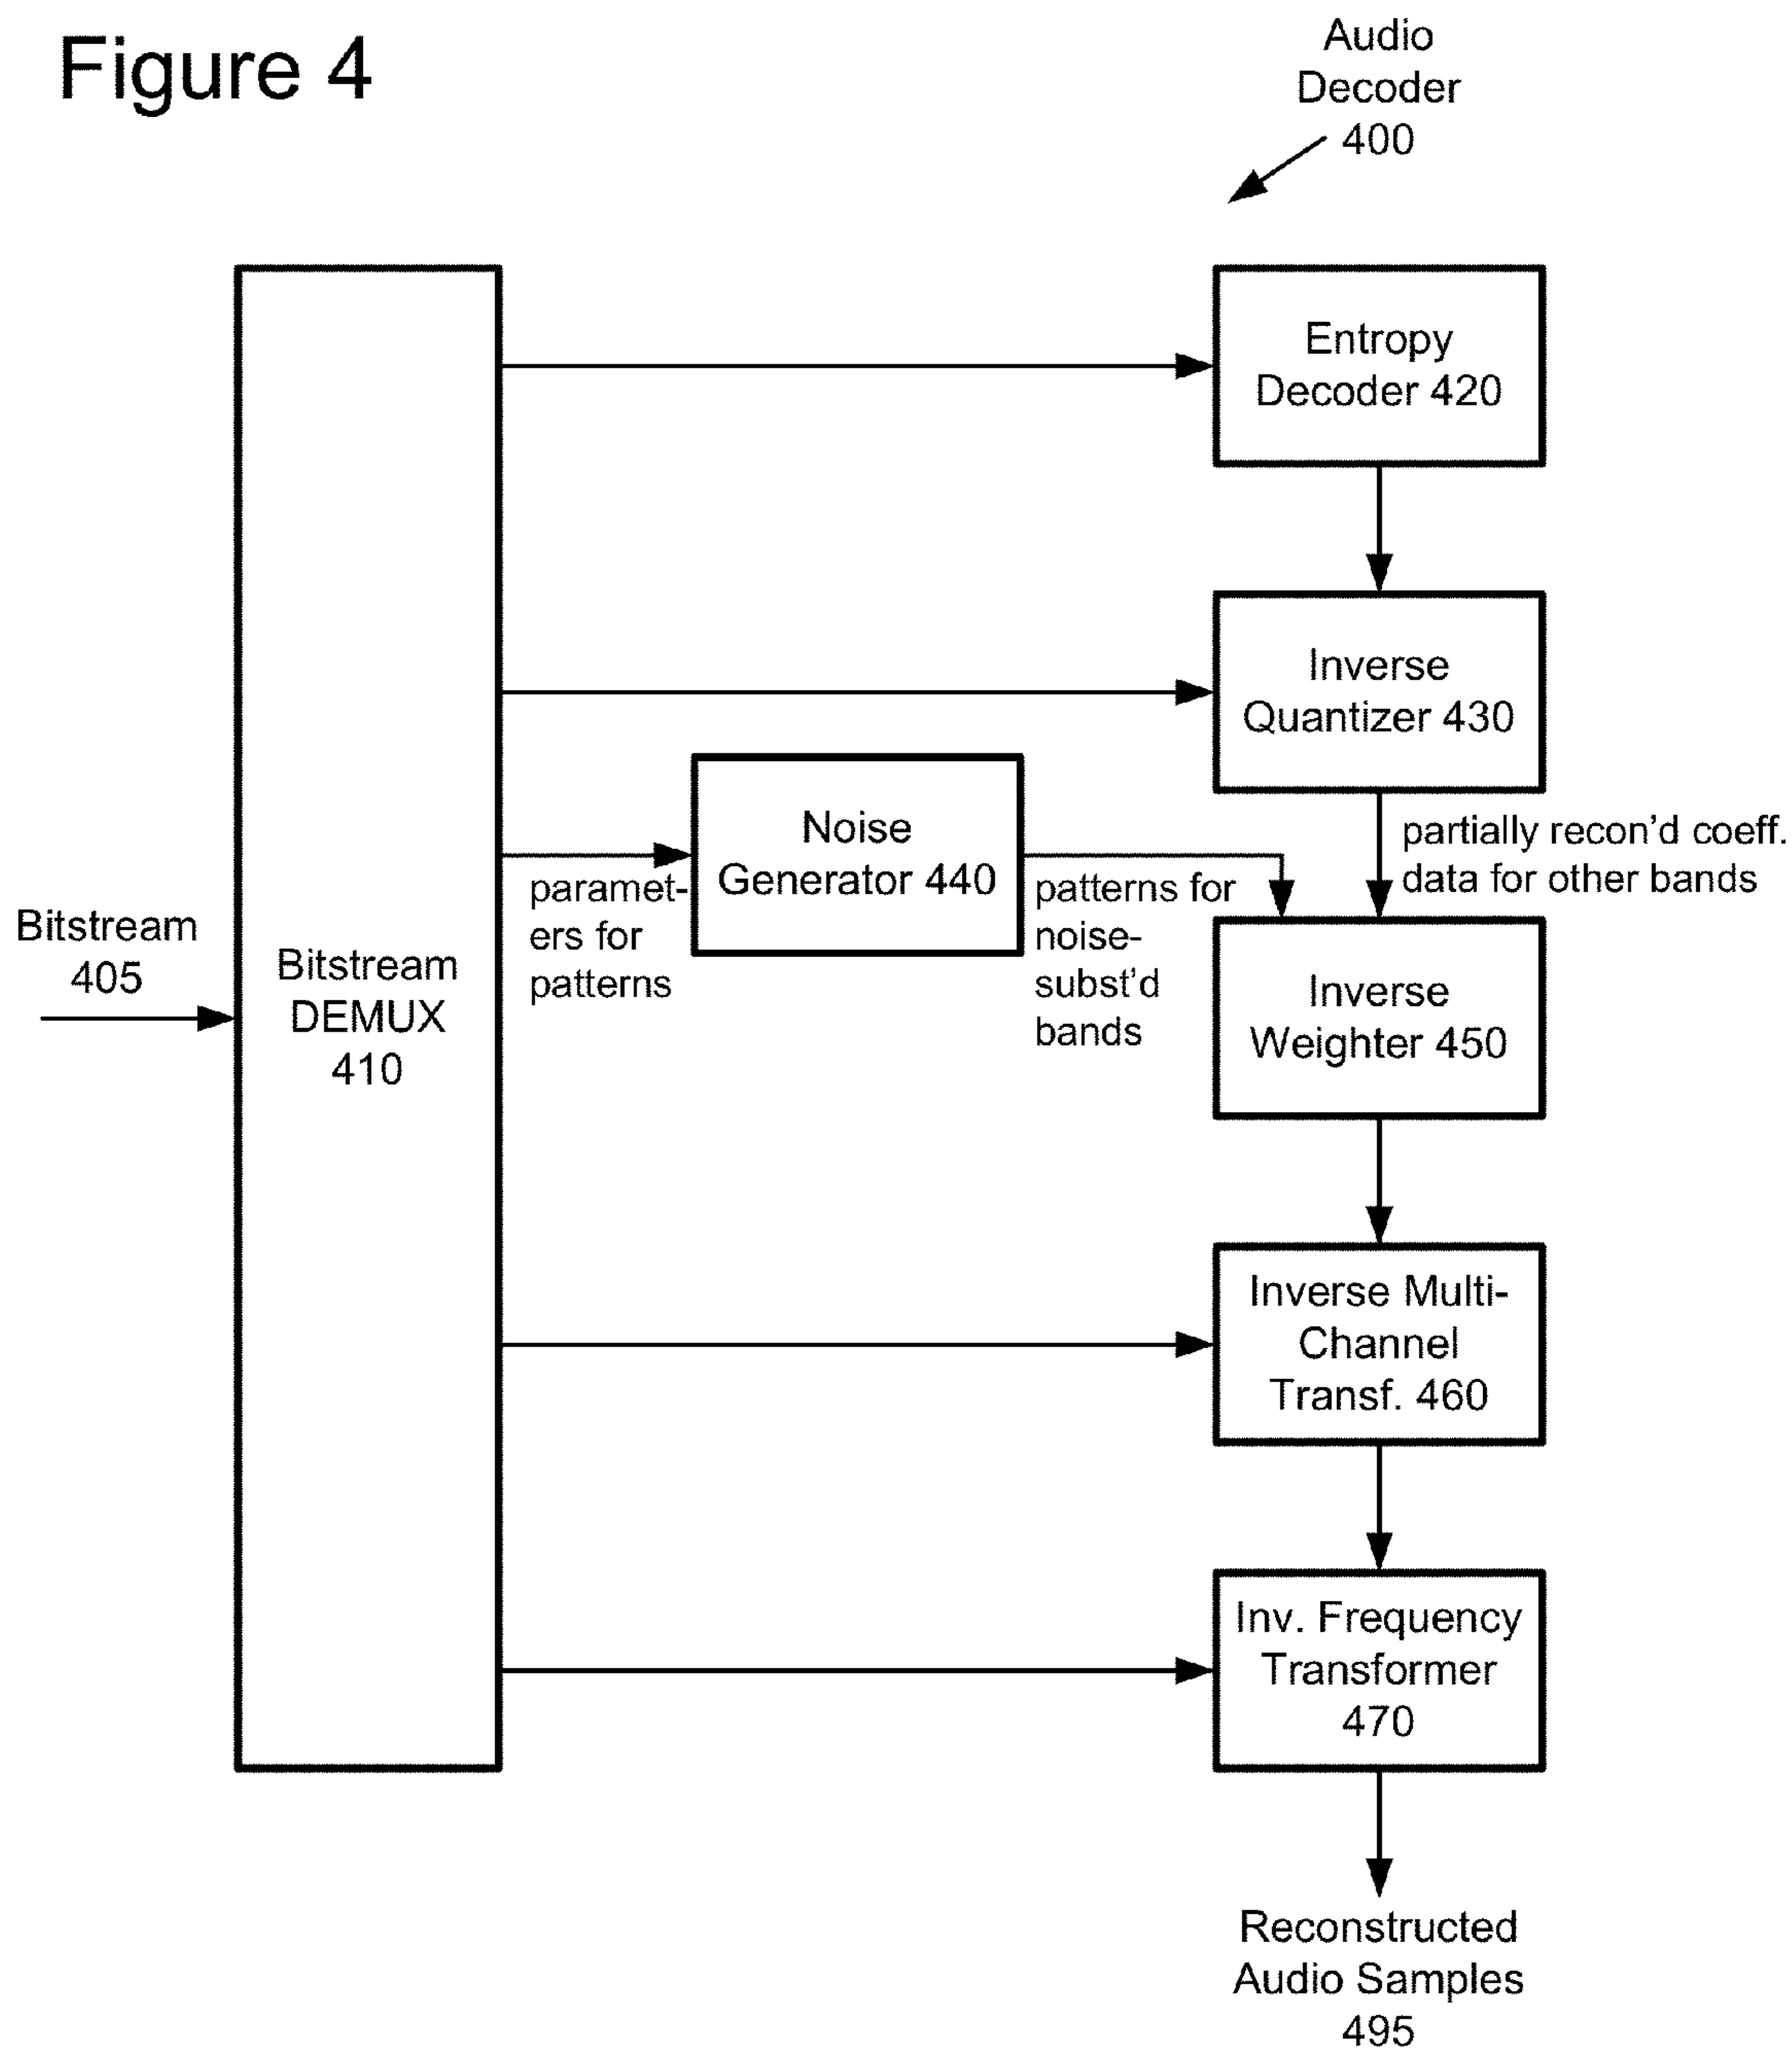 Figure 4
Audio
Decoder
400
Entropy
Decoder 420
Inverse
Quantizer 430
Noise
Generator 440
partially recon'd coeff.
data for other bands
paramet-
ers for
patterns
patterns for
noise-
subst'd
bands
Bitstream
405
Bitstream
DEMUX
410
Inverse
Weighter 450
Inverse Multi-
Channel
Transf. 460
Inv. Frequency
Transformer
470
Reconstructed
Audio Samples
495